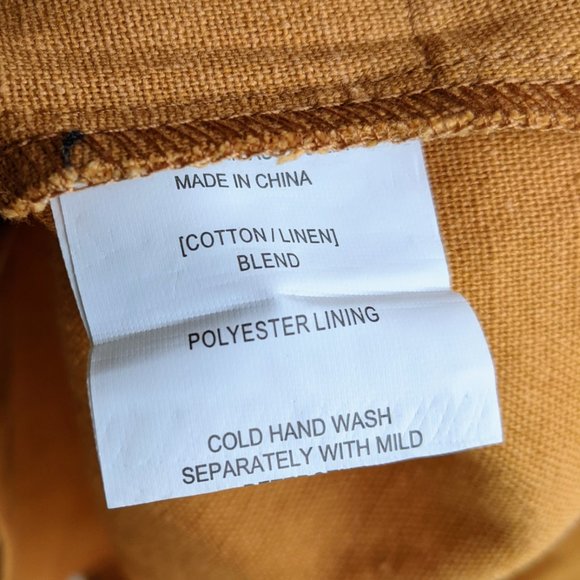 MADE IN CHINA
[COTTON/LINEN]
BLEND
POLYESTER LINING
COLD HAND WASH
SEPARATELY WITH MILD